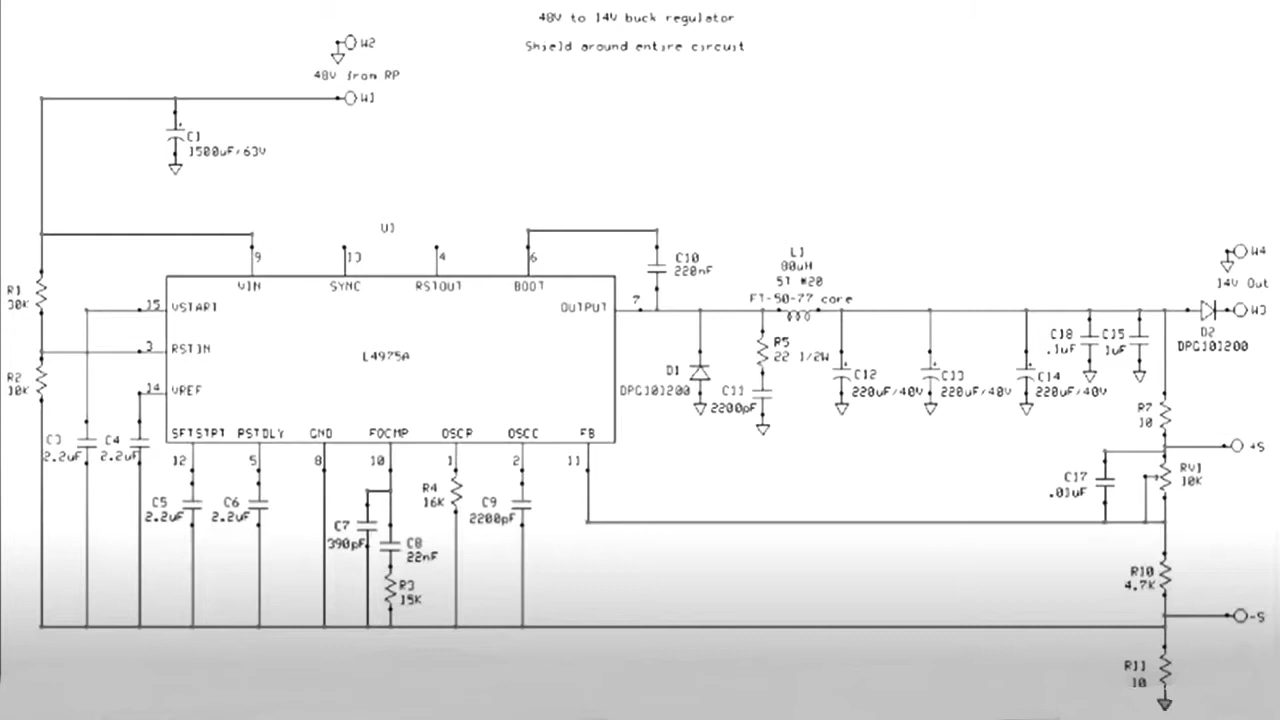 48V to 14V buck regulator
Shield around entire circuit
W2
48V from RP
W1
C1
1500uF/63V
U1
9
13
4
6
VIN
SYNC
RSTOUT
BOOT
C10
220nF
L1
80uH
51 #20
FT-50-77 core
W4
14V Out
W3
D2
DPG101200
R1
30K
15
VSTART
OUTPUT
7
3
RSTIN
L4975A
R2
10K
14
VREF
R5
22 1/2W
D1
DPG101200
C11
2200pF
C12
220uF/40V
C13
220uF/40V
C14
220uF/40V
C18
.1uF
C15
1uF
R7
10
+S
C3
2.2uF
C4
2.2uF
SFTSTRT
RSTDLY
GND
FQCMP
OSCR
OSCC
FB
12
5
8
10
1
2
11
C5
2.2uF
C6
2.2uF
R4
16K
C9
2200pF
C7
390pF
C8
22nF
R3
15K
C17
.01uF
RV1
10K
R10
4.7K
-S
R11
10